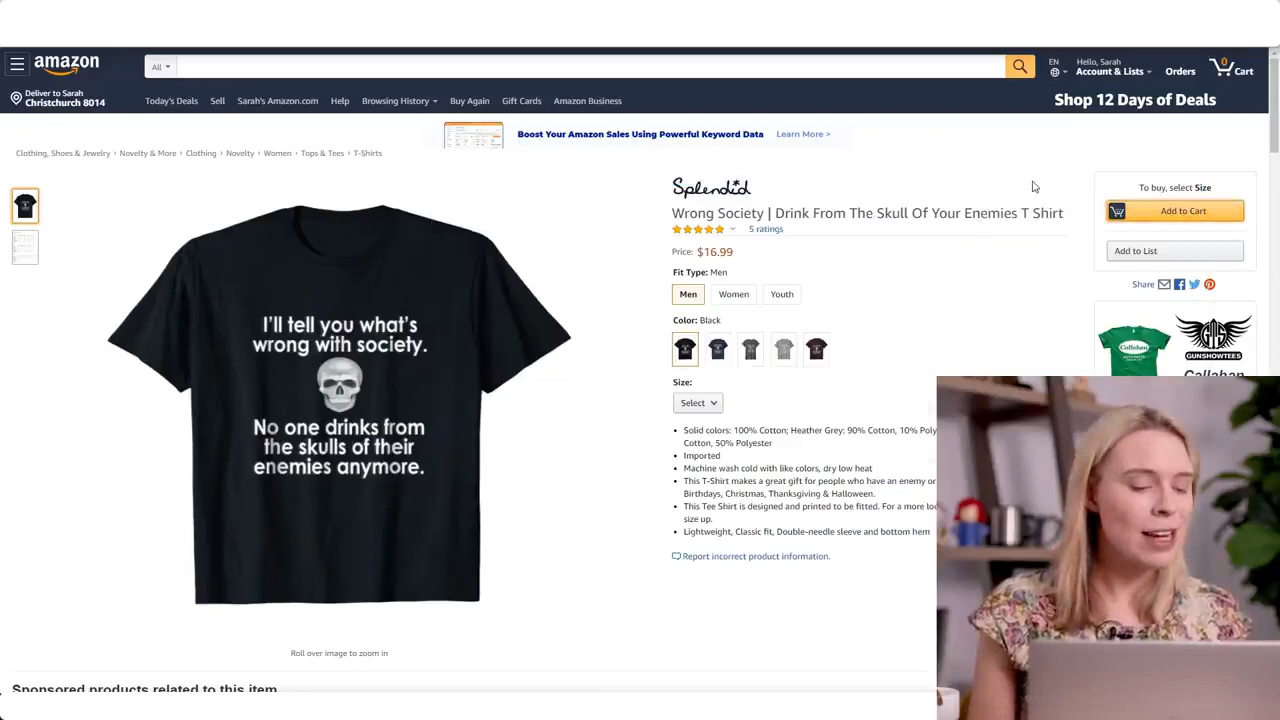 amazon
All
EN
Hello, Sarah
Account & Lists
Orders
0
Cart
Deliver to Sarah
Christchurch 8014
Today's Deals
Sell
Sarah's Amazon.com
Help
Browsing History
Buy Again
Gift Cards
Amazon Business
Shop 12 Days of Deals
Boost Your Amazon Sales Using Powerful Keyword Data
Learn More >
Clothing, Shoes & Jewelry › Novelty & More › Clothing › Novelty › Women › Tops & Tees › T-Shirts
I'll tell you what's
wrong with society.
No one drinks from
the skulls of their
enemies anymore.
Roll over image to zoom in
Splendid
Wrong Society | Drink From The Skull Of Your Enemies T Shirt
5 ratings
Price: $16.99
Fit Type: Men
Men
Women
Youth
Color: Black
Size:
Select
Solid colors: 100% Cotton; Heather Grey: 90% Cotton, 10% Poly
Cotton, 50% Polyester
Imported
Machine wash cold with like colors, dry low heat
This T-Shirt makes a great gift for people who have an enemy or
Birthdays, Christmas, Thanksgiving & Halloween.
This Tee Shirt is designed and printed to be fitted. For a more loo
size up.
Lightweight, Classic fit, Double-needle sleeve and bottom hem
Report incorrect product information.
To buy, select Size
Add to Cart
Add to List
Share
Callahan
GUNSHOWTEES
Callahan
Sponsored products related to this item